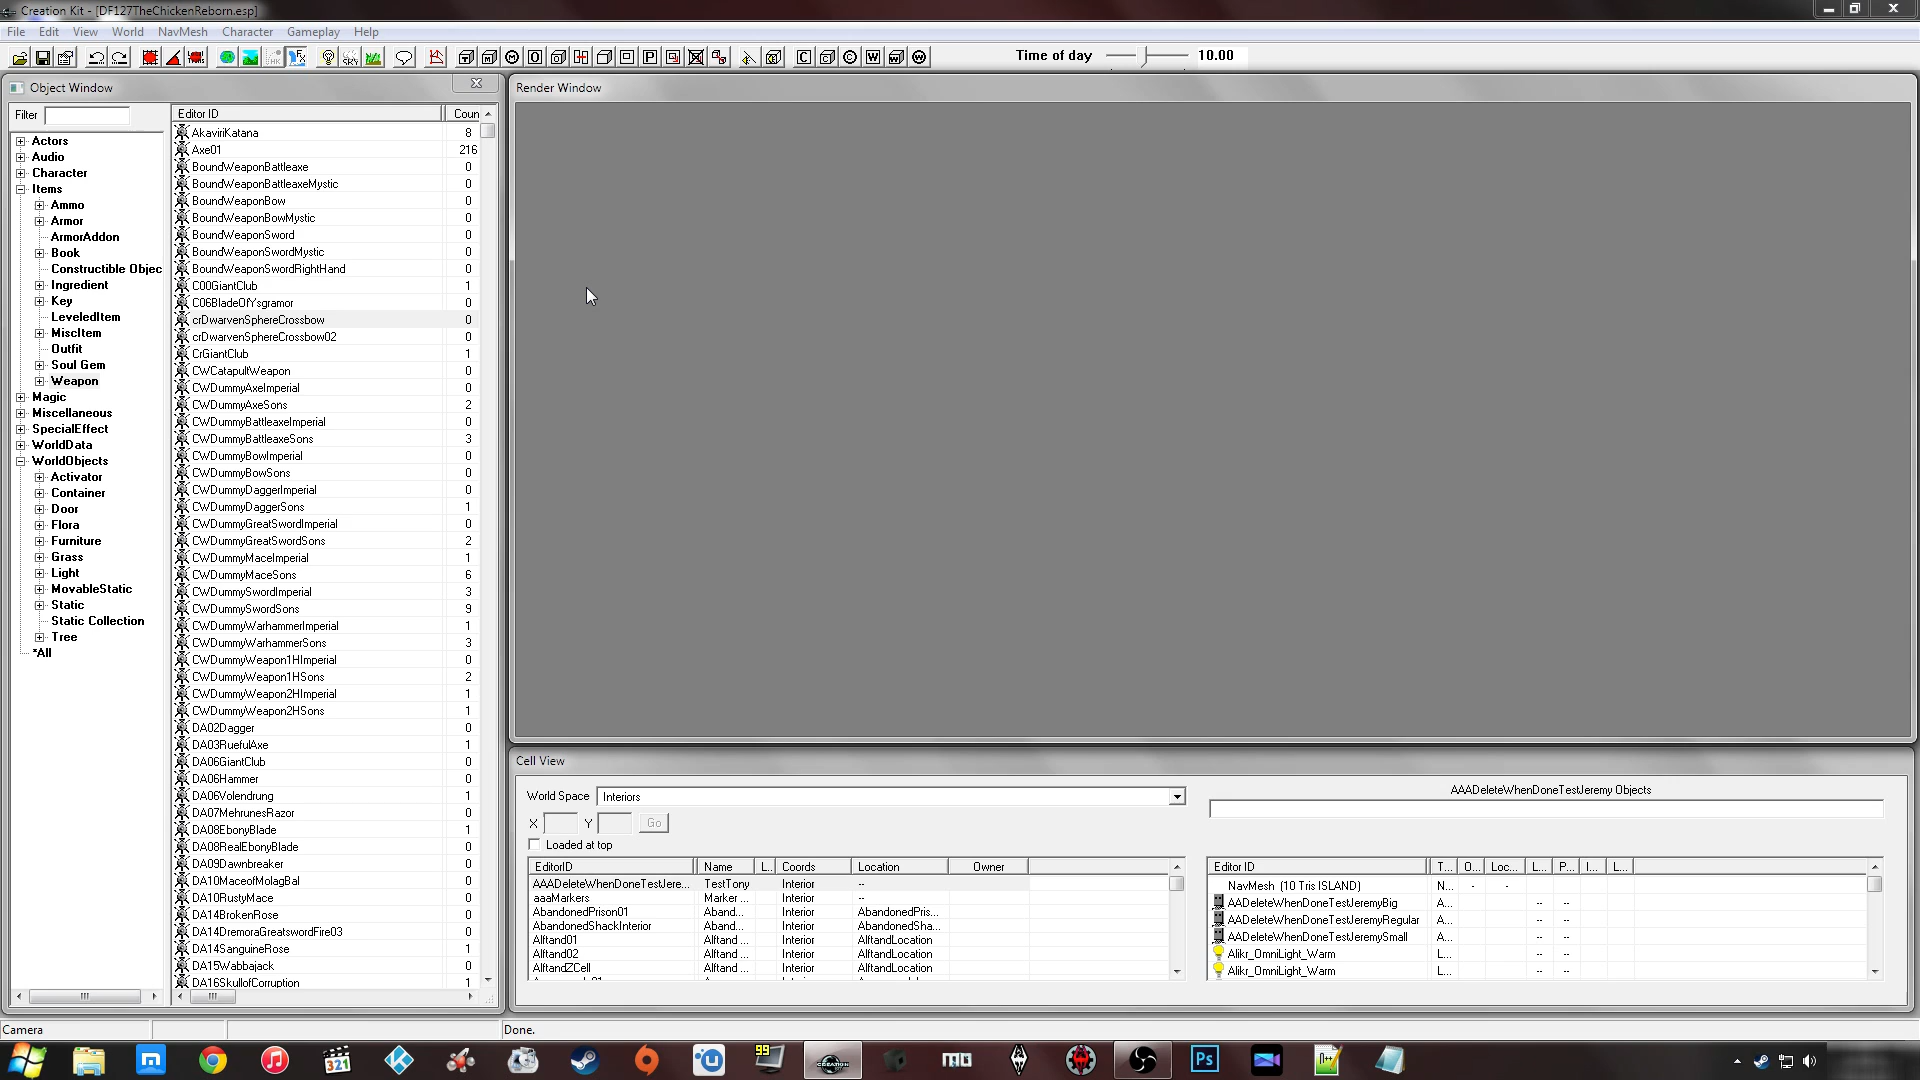 Creation Kit - [DF127TheChickenReborn.esp]
File Edit View World NavMesh Character Gameplay Help
Time of day 10.00
Object Window
Filter
Actors
Audio
Character
Items
Ammo
Armor
ArmorAddon
Book
Constructible Objec
Ingredient
Key
LeveledItem
MiscItem
Outfit
Soul Gem
Weapon
Magic
Miscellaneous
SpecialEffect
WorldData
WorldObjects
Activator
Container
Door
Flora
Furniture
Grass
Light
MovableStatic
Static
Static Collection
Tree
*All
Editor ID Coun
AkaviriKatana 8
Axe01 216
BoundWeaponBattleaxe 0
BoundWeaponBattleaxeMystic 0
BoundWeaponBow 0
BoundWeaponBowMystic 0
BoundWeaponSword 0
BoundWeaponSwordMystic 0
BoundWeaponSwordRightHand 0
C00GiantClub 1
C06BladeOfYsgramor 0
crDwarvenSphereCrossbow 0
crDwarvenSphereCrossbow02 0
CrGiantClub 1
CWCatapultWeapon 0
CWDummyAxeImperial 0
CWDummyAxeSons 2
CWDummyBattleaxeImperial 0
CWDummyBattleaxeSons 3
CWDummyBowImperial 0
CWDummyBowSons 0
CWDummyDaggerImperial 0
CWDummyDaggerSons 1
CWDummyGreatSwordImperial 0
CWDummyGreatSwordSons 2
CWDummyMaceImperial 1
CWDummyMaceSons 6
CWDummySwordImperial 3
CWDummySwordSons 9
CWDummyWarhammerImperial 1
CWDummyWarhammerSons 3
CWDummyWeapon1HImperial 0
CWDummyWeapon1HSons 2
CWDummyWeapon2HImperial 1
CWDummyWeapon2HSons 1
DA02Dagger 0
DA03RuefulAxe 1
DA06GiantClub 0
DA06Hammer 0
DA06Volendrung 1
DA07MehrunesRazor 0
DA08EbonyBlade 1
DA08RealEbonyBlade 0
DA09Dawnbreaker 0
DA10MaceofMolagBal 0
DA10RustyMace 0
DA14BrokenRose 0
DA14DremoraGreatswordFire03 0
DA14SanguineRose 1
DA15Wabbajack 0
DA16SkullofCorruption 1
Render Window
Cell View
World Space Interiors
X Y Go
Loaded at top
EditorID Name L.. Coords Location Owner
AAADeleteWhenDoneTestJere... TestTony Interior --
aaaMarkers Marker ... Interior --
AbandonedPrison01 Aband... Interior AbandonedPris...
AbandonedShackInterior Aband... Interior AbandonedSha...
Alftand01 Alftand ... Interior AlftandLocation
Alftand02 Alftand ... Interior AlftandLocation
AlftandZCell Alftand ... Interior AlftandLocation
AAADeleteWhenDoneTestJeremy Objects
Editor ID T... O... Loc... L... P... I... L...
NavMesh (10 Tris ISLAND) N... - -
AADeleteWhenDoneTestJeremyBig A... -- --
AADeleteWhenDoneTestJeremyRegular A... -- --
AADeleteWhenDoneTestJeremySmall A... -- --
Alikr_OmniLight_Warm L... -- --
Alikr_OmniLight_Warm L... -- --
Camera Done.